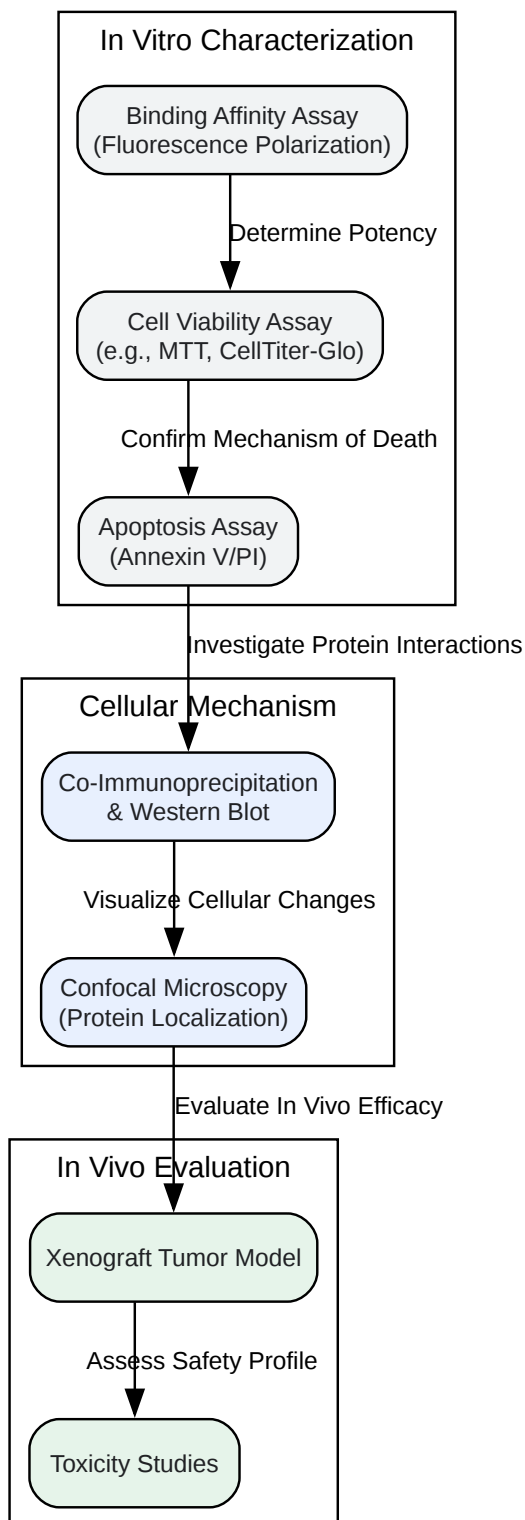 In Vitro Characterization
Binding Affinity Assay
(Fluorescence Polarization)
Determine Potency
Cell Viability Assay
(e.g., MTT, CellTiter-Glo)
Confirm Mechanism of Death
Apoptosis Assay
(Annexin V/PI)
Investigate Protein Interactions
Cellular Mechanism
Co-Immunoprecipitation
& Western Blot
Visualize Cellular Changes
Confocal Microscopy
(Protein Localization)
Evaluate In Vivo Efficacy
In Vivo Evaluation
Xenograft Tumor Model
Assess Safety Profile
Toxicity Studies